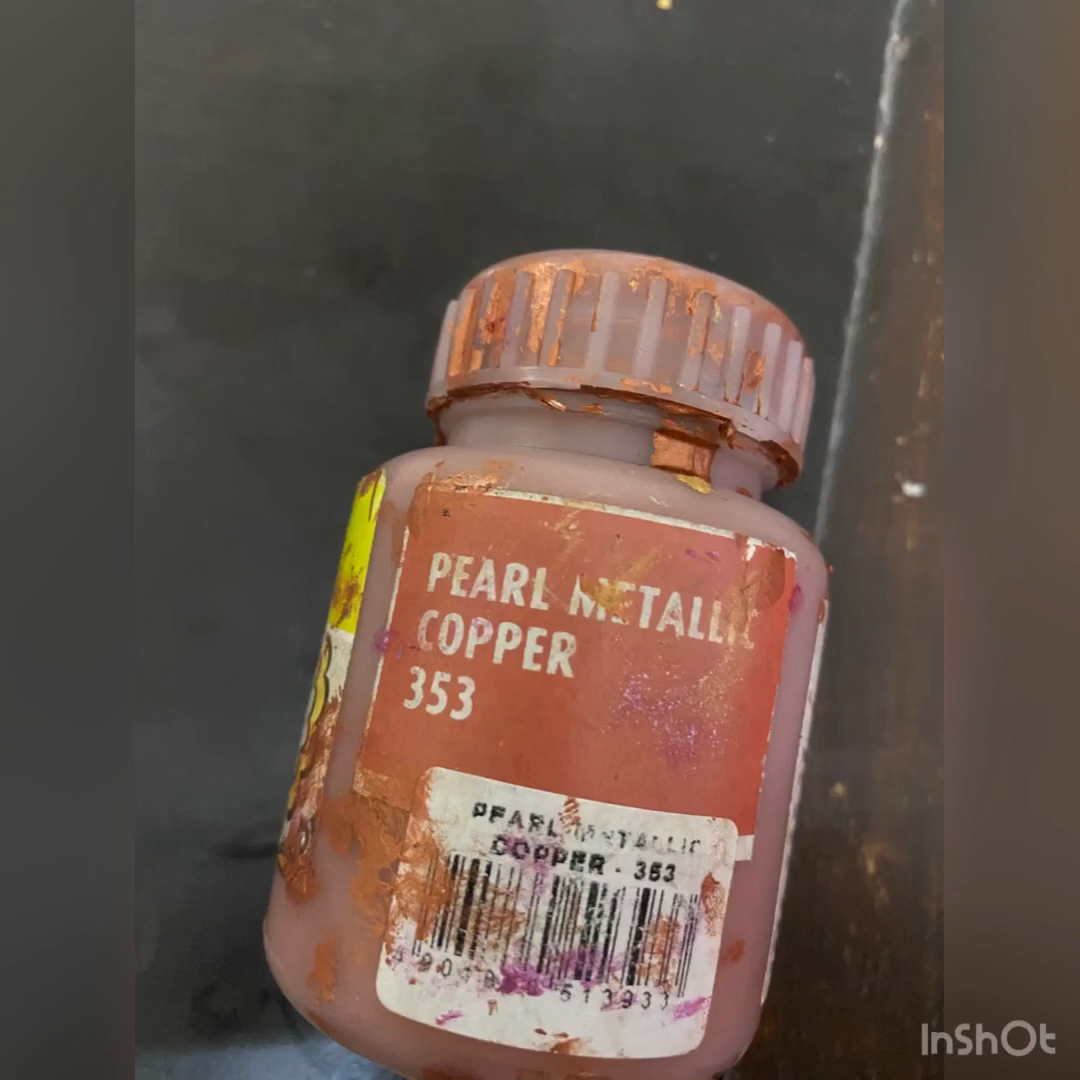 PEARL METALLIC
COPPER
353
PEARL METALLIC
COPPER - 353
InShOt